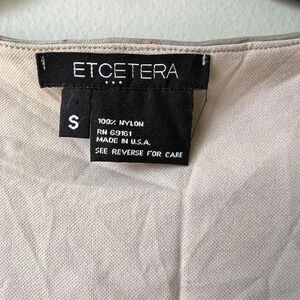 ETCETERA
S
100% NYLON
RN 69161
MADE IN U.S.A.
SEE REVERSE FOR CARE